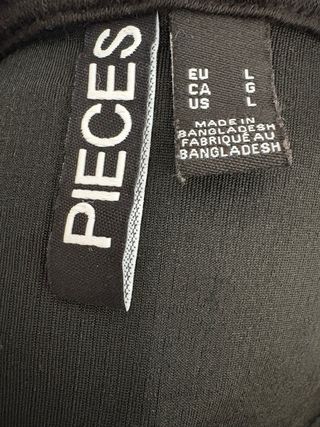 PIECES
EU L
CA G
US L
MADE IN
BANGLADESH
FABRIQUÉ AU
BANGLADESH